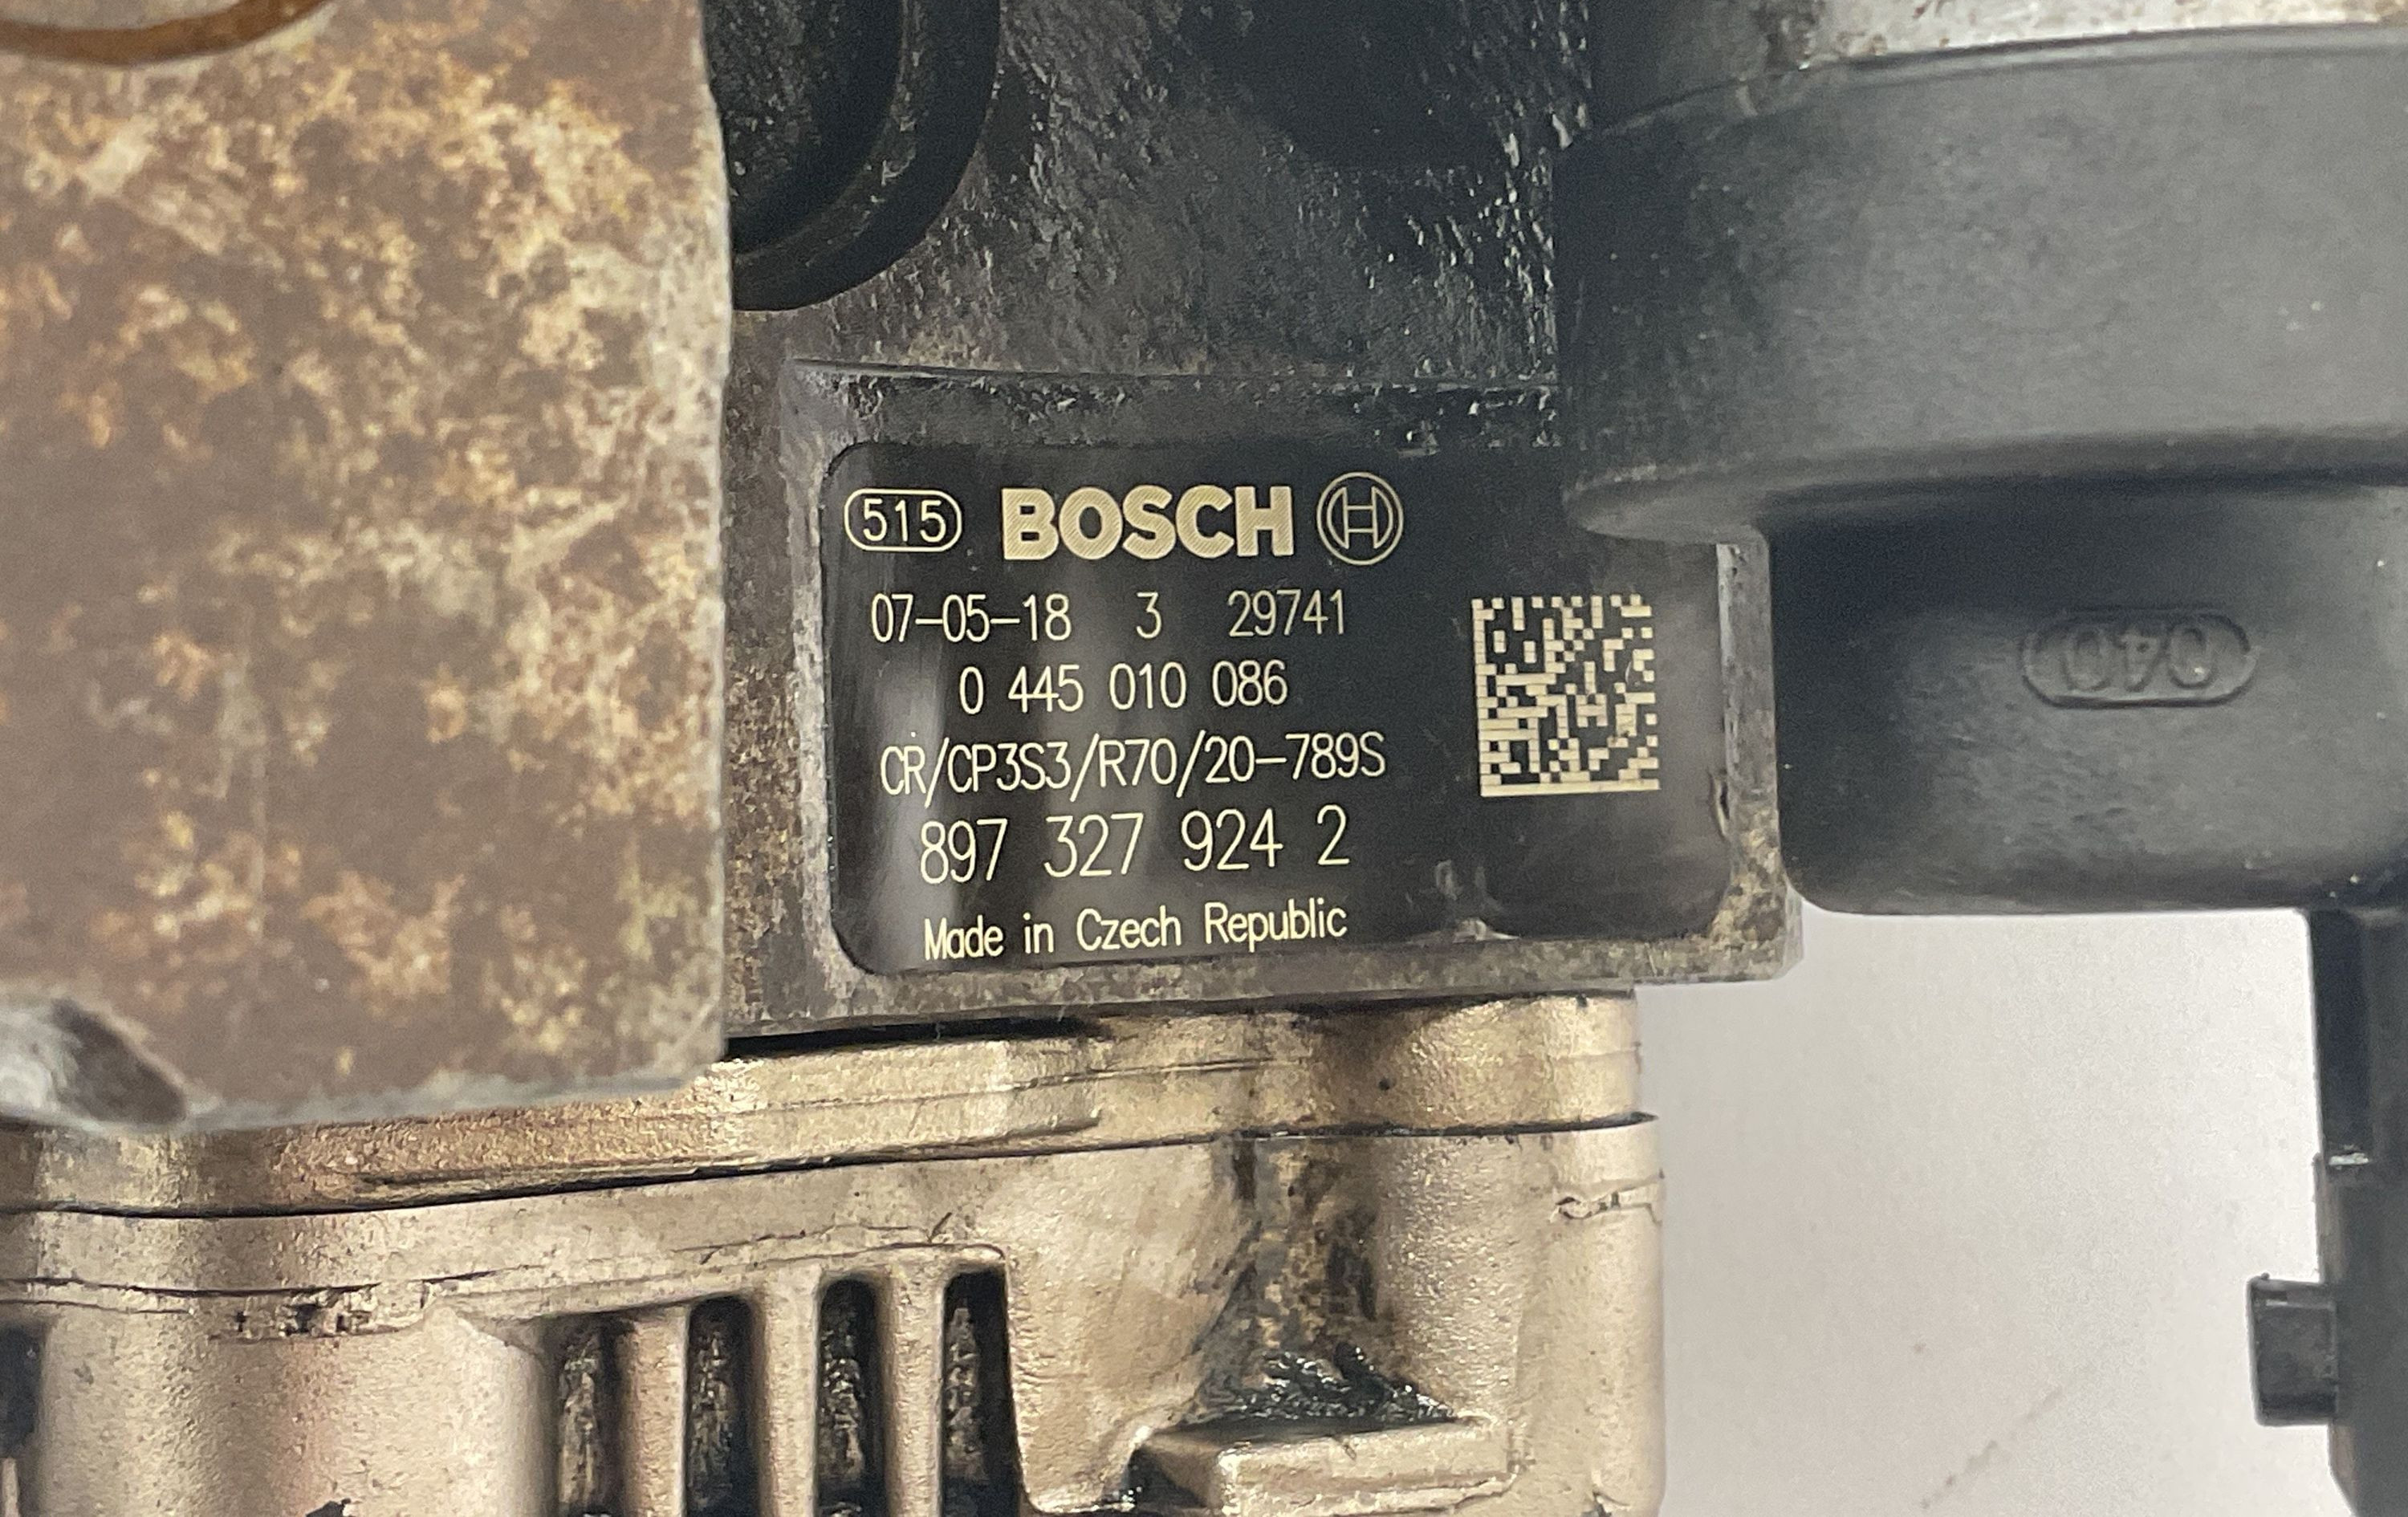 515 BOSCH
07-05-18 3 29741
0 445 010 086
CR/CP3S3/R70/20-789S
897 327 924 2
Made in Czech Republic
040